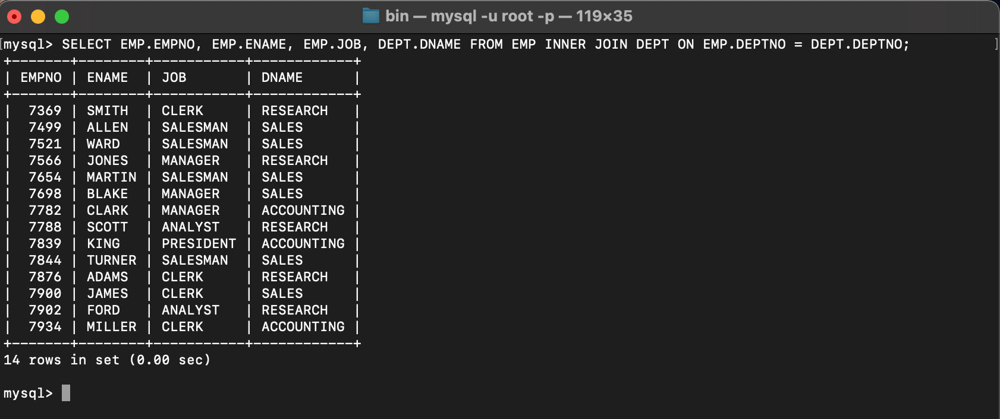 bin — mysql -u root -p — 119×35
[mysql> SELECT EMP.EMPNO, EMP.ENAME, EMP.JOB, DEPT.DNAME FROM EMP INNER JOIN DEPT ON EMP.DEPTNO = DEPT.DEPTNO; ]
+-------+--------+-----------+------------+
| EMPNO | ENAME  | JOB       | DNAME      |
+-------+--------+-----------+------------+
|  7369 | SMITH  | CLERK     | RESEARCH   |
|  7499 | ALLEN  | SALESMAN  | SALES      |
|  7521 | WARD   | SALESMAN  | SALES      |
|  7566 | JONES  | MANAGER   | RESEARCH   |
|  7654 | MARTIN | SALESMAN  | SALES      |
|  7698 | BLAKE  | MANAGER   | SALES      |
|  7782 | CLARK  | MANAGER   | ACCOUNTING |
|  7788 | SCOTT  | ANALYST   | RESEARCH   |
|  7839 | KING   | PRESIDENT | ACCOUNTING |
|  7844 | TURNER | SALESMAN  | SALES      |
|  7876 | ADAMS  | CLERK     | RESEARCH   |
|  7900 | JAMES  | CLERK     | SALES      |
|  7902 | FORD   | ANALYST   | RESEARCH   |
|  7934 | MILLER | CLERK     | ACCOUNTING |
+-------+--------+-----------+------------+
14 rows in set (0.00 sec)
mysql>